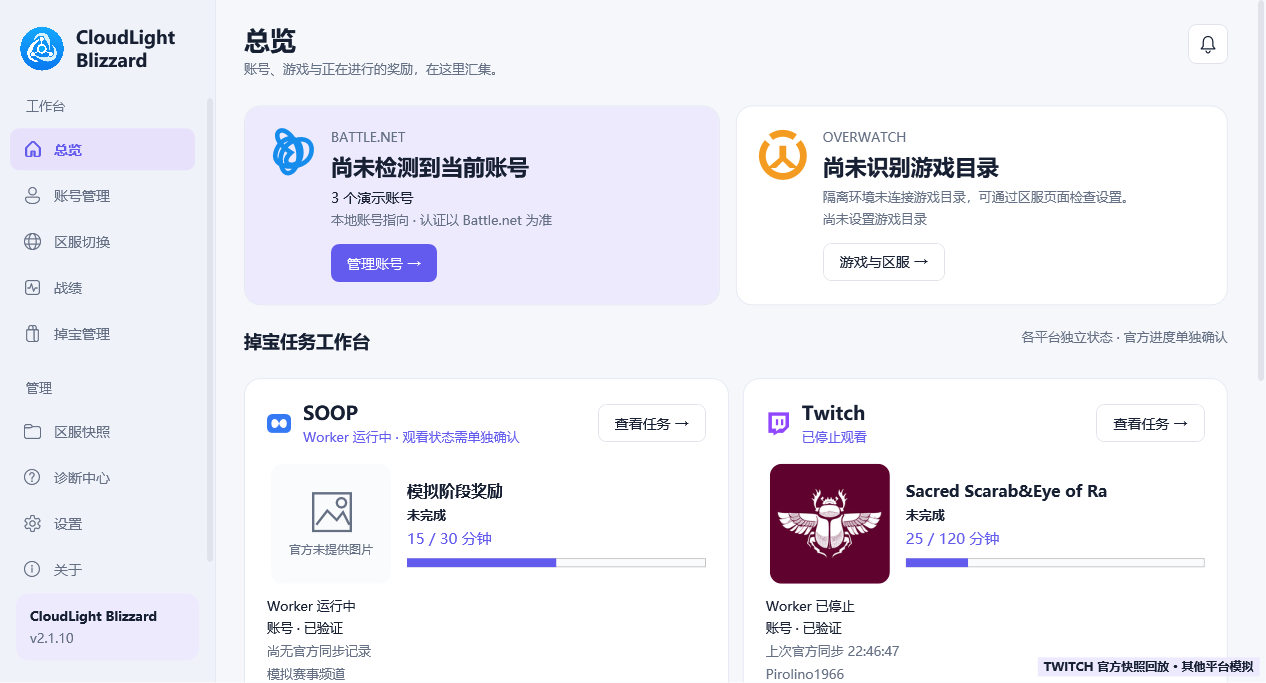 CloudLight
Blizzard
工作台
总览
账号管理
区服切换
战绩
掉宝管理
管理
区服快照
诊断中心
设置
关于
CloudLight Blizzard
v2.1.10
总览
账号、游戏与正在进行的奖励，在这里汇集。
BATTLE.NET
尚未检测到当前账号
3 个演示账号
本地账号指向 · 认证以 Battle.net 为准
管理账号 →
OVERWATCH
尚未识别游戏目录
隔离环境未连接游戏目录，可通过区服页面检查设置。
尚未设置游戏目录
游戏与区服 →
掉宝任务工作台
各平台独立状态 · 官方进度单独确认
SOOP
Worker 运行中 · 观看状态需单独确认
查看任务 →
官方未提供图片
模拟阶段奖励
未完成
15 / 30 分钟
Worker 运行中
账号 · 已验证
尚无官方同步记录
模拟赛事频道
Twitch
已停止观看
查看任务 →
Sacred Scarab&Eye of Ra
未完成
25 / 120 分钟
Worker 已停止
账号 · 已验证
上次官方同步 22:46:47
Pirolino1966
TWITCH 官方快照回放 • 其他平台模拟